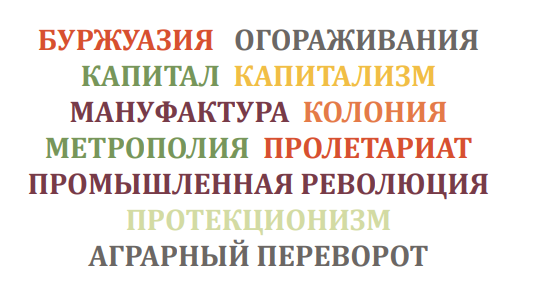 БУРЖУАЗИЯ ОГОРАЖИВАНИЯ
КАПИТАЛ КАПИТАЛИЗМ
МАНУФАКТУРА КОЛОНИЯ
МЕТРОПОЛИЯ ПРОЛЕТАРИАТ
ПРОМЫШЛЕННАЯ РЕВОЛЮЦИЯ
ПРОТЕКЦИОНИЗМ
АГРАРНЫЙ ПЕРЕВОРОТ